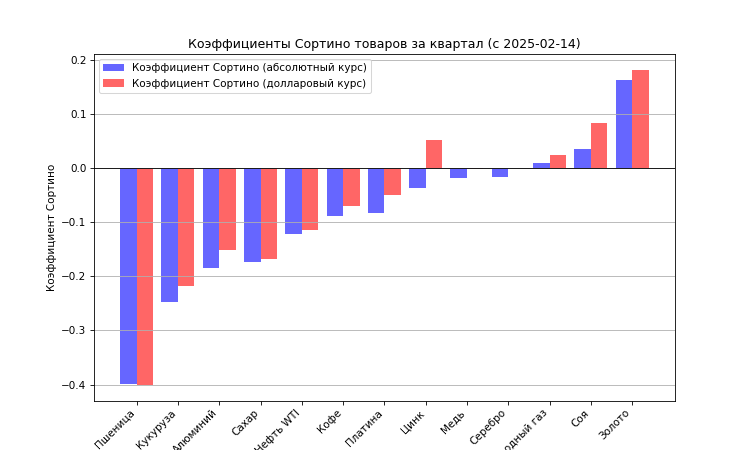 Коэффициенты Сортино товаров за квартал (с 2025-02-14)
Коэффициент Сортино (абсолютный курс)
Коэффициент Сортино (долларовый курс)
Коэффициент Сортино
0.2
0.1
0.0
−0.1
−0.2
−0.3
−0.4
Пшеница
Кукуруза
Алюминий
Сахар
Нефть WTI
Кофе
Платина
Цинк
Медь
Серебро
газ
Соя
Золото